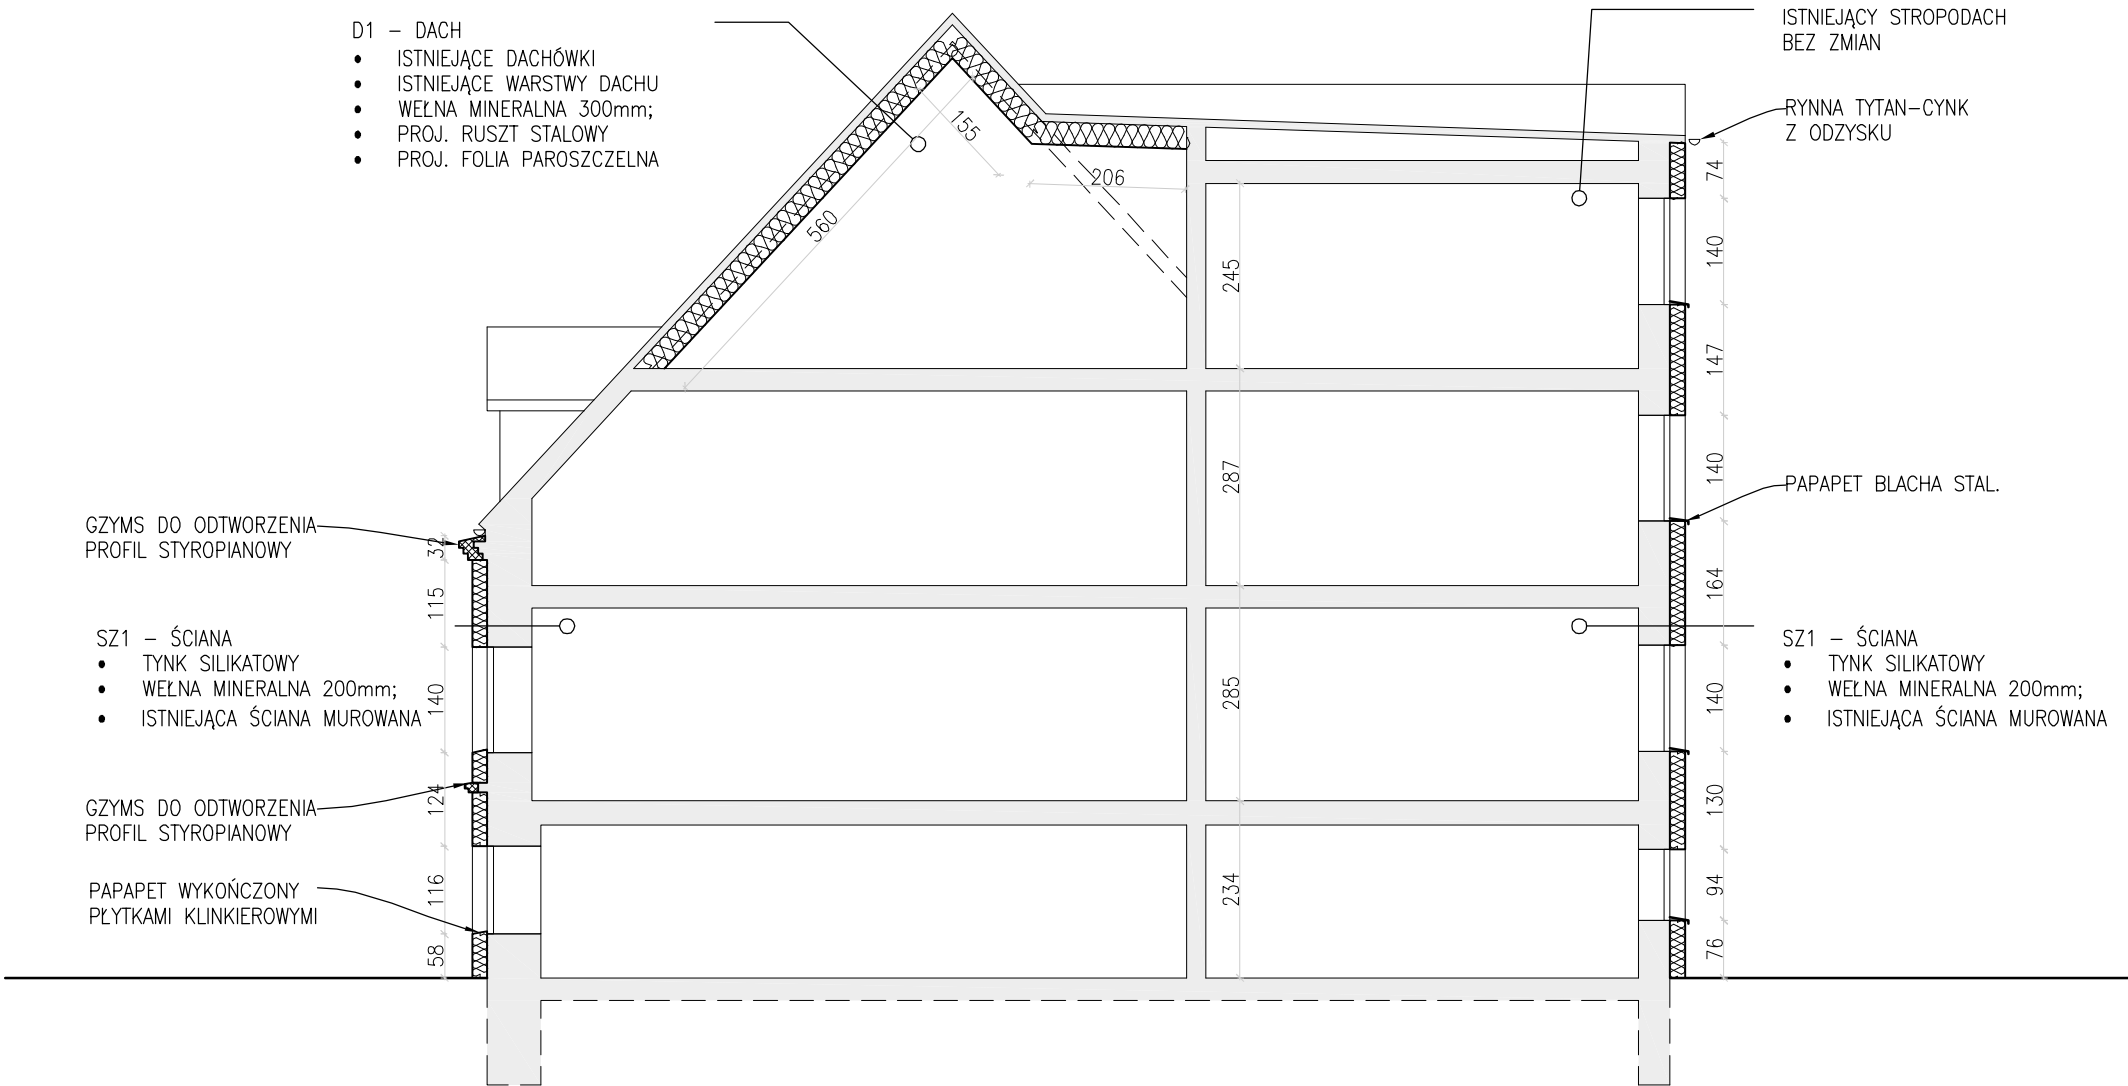 D1 – DACH
• ISTNIEJĄCE DACHÓWKI
• ISTNIEJĄCE WARSTWY DACHU
• WEŁNA MINERALNA 300mm;
• PROJ. RUSZT STALOWY
• PROJ. FOLIA PAROSZCZELNA
ISTNIEJĄCY STROPODACH
BEZ ZMIAN
RYNNA TYTAN–CYNK
Z ODZYSKU
155
206
560
245
287
285
234
74
140
147
140
164
140
130
94
76
PAPAPET BLACHA STAL.
GZYMS DO ODTWORZENIA
PROFIL STYROPIANOWY
32
115
140
124
116
58
SZ1 – ŚCIANA
• TYNK SILIKATOWY
• WEŁNA MINERALNA 200mm;
• ISTNIEJĄCA ŚCIANA MUROWANA
SZ1 – ŚCIANA
• TYNK SILIKATOWY
• WEŁNA MINERALNA 200mm;
• ISTNIEJĄCA ŚCIANA MUROWANA
GZYMS DO ODTWORZENIA
PROFIL STYROPIANOWY
PAPAPET WYKOŃCZONY
PŁYTKAMI KLINKIEROWYMI